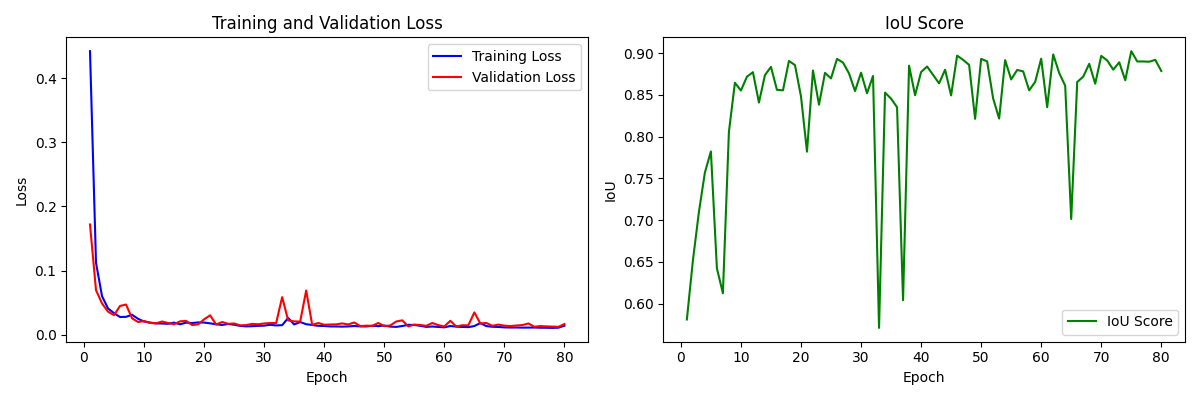 Training and Validation Loss
Loss
0.4
0.3
0.2
0.1
0.0
Training Loss
Validation Loss
0 10 20 30 40 50 60 70 80
Epoch
IoU Score
IoU
0.90
0.85
0.80
0.75
0.70
0.65
0.60
IoU Score
0 10 20 30 40 50 60 70 80
Epoch